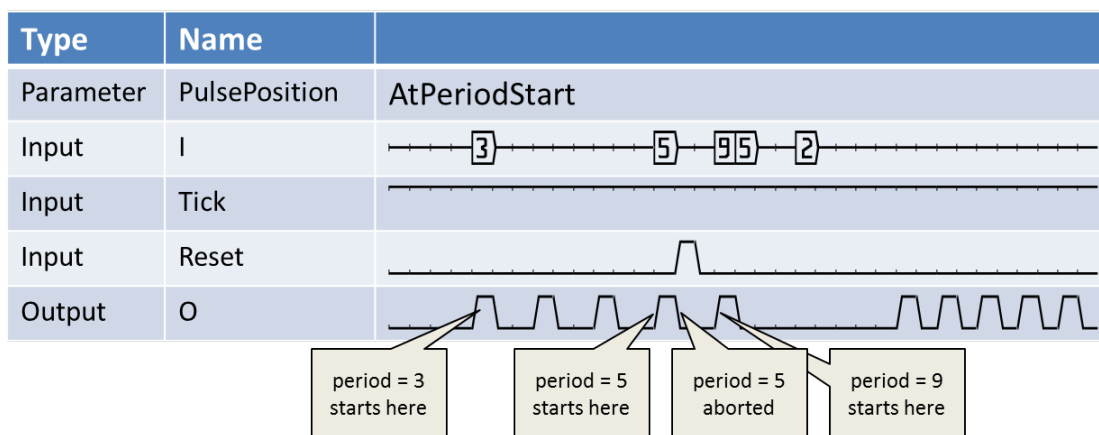 Type Name
Parameter PulsePosition AtPeriodStart
Input I 3 5 9 5 2
Input Tick
Input Reset
Output O
period = 3
starts here
period = 5
starts here
period = 5
aborted
period = 9
starts here